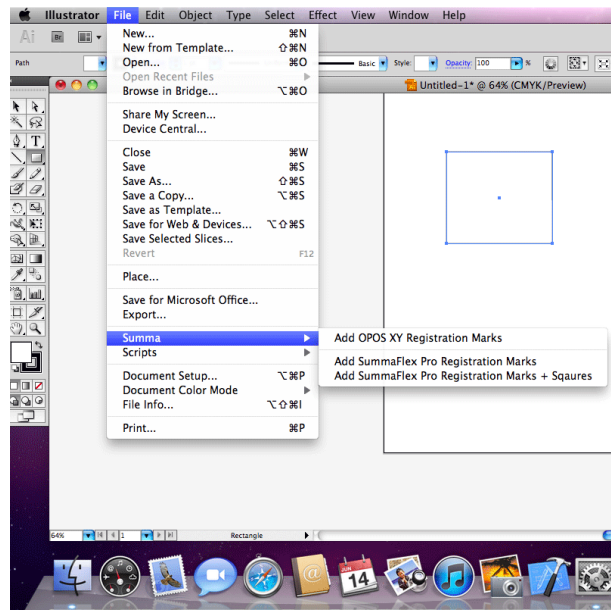 Illustrator File Edit Object Type Select Effect View Window Help
Ai Br
Path Basic Style: Opacity: 100 %
Untitled-1* @ 64% (CMYK/Preview)
New... ⌘N
New from Template... ⇧⌘N
Open... ⌘O
Open Recent Files
Browse in Bridge... ⌥⌘O
Share My Screen...
Device Central...
Close ⌘W
Save ⌘S
Save As... ⇧⌘S
Save a Copy... ⌥⌘S
Save as Template...
Save for Web & Devices... ⌥⇧⌘S
Save Selected Slices...
Revert F12
Place...
Save for Microsoft Office...
Export...
Summa
Add OPOS XY Registration Marks
Scripts
Add SummaFlex Pro Registration Marks
Add SummaFlex Pro Registration Marks + Sqaures
Document Setup... ⌥⌘P
Document Color Mode
File Info... ⌥⇧⌘I
Print... ⌘P
64% 1 Rectangle
JUN
14